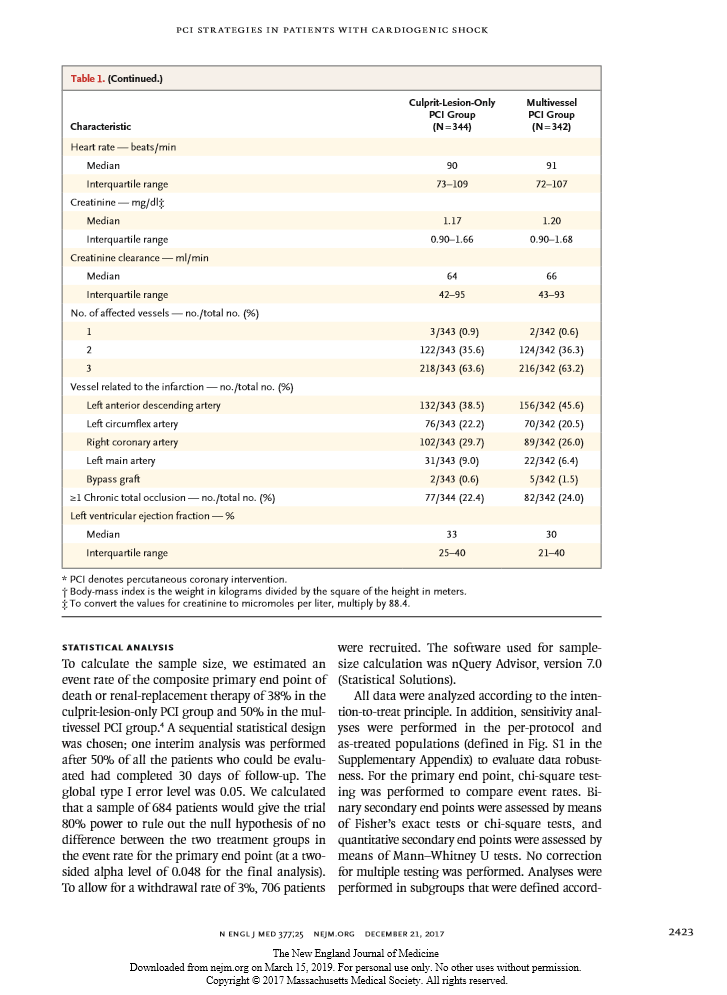 PCI STRATEGIES IN PATIENTS WITH CARDIOGENIC SHOCK
Table 1. (Continued.)
Characteristic Culprit-Lesion-Only PCI Group (N=344) Multivessel PCI Group (N=342)
Heart rate — beats/min
Median 90 91
Interquartile range 73–109 72–107
Creatinine — mg/dl‡
Median 1.17 1.20
Interquartile range 0.90–1.66 0.90–1.68
Creatinine clearance — ml/min
Median 64 66
Interquartile range 42–95 43–93
No. of affected vessels — no./total no. (%)
1 3/343 (0.9) 2/342 (0.6)
2 122/343 (35.6) 124/342 (36.3)
3 218/343 (63.6) 216/342 (63.2)
Vessel related to the infarction — no./total no. (%)
Left anterior descending artery 132/343 (38.5) 156/342 (45.6)
Left circumflex artery 76/343 (22.2) 70/342 (20.5)
Right coronary artery 102/343 (29.7) 89/342 (26.0)
Left main artery 31/343 (9.0) 22/342 (6.4)
Bypass graft 2/343 (0.6) 5/342 (1.5)
≥1 Chronic total occlusion — no./total no. (%) 77/344 (22.4) 82/342 (24.0)
Left ventricular ejection fraction — %
Median 33 30
Interquartile range 25–40 21–40
* PCI denotes percutaneous coronary intervention.
† Body-mass index is the weight in kilograms divided by the square of the height in meters.
‡ To convert the values for creatinine to micromoles per liter, multiply by 88.4.
STATISTICAL ANALYSIS
To calculate the sample size, we estimated an
event rate of the composite primary end point of
death or renal-replacement therapy of 38% in the
culprit-lesion-only PCI group and 50% in the mul-
tivessel PCI group.⁴ A sequential statistical design
was chosen; one interim analysis was performed
after 50% of all the patients who could be evalu-
ated had completed 30 days of follow-up. The
global type I error level was 0.05. We calculated
that a sample of 684 patients would give the trial
80% power to rule out the null hypothesis of no
difference between the two treatment groups in
the event rate for the primary end point (at a two-
sided alpha level of 0.048 for the final analysis).
To allow for a withdrawal rate of 3%, 706 patients
were recruited. The software used for sample-
size calculation was nQuery Advisor, version 7.0
(Statistical Solutions).
All data were analyzed according to the inten-
tion-to-treat principle. In addition, sensitivity anal-
yses were performed in the per-protocol and
as-treated populations (defined in Fig. S1 in the
Supplementary Appendix) to evaluate data robust-
ness. For the primary end point, chi-square test-
ing was performed to compare event rates. Bi-
nary secondary end points were assessed by means
of Fisher's exact tests or chi-square tests, and
quantitative secondary end points were assessed by
means of Mann–Whitney U tests. No correction
for multiple testing was performed. Analyses were
performed in subgroups that were defined accord-
N ENGL J MED 377;25 NEJM.ORG DECEMBER 21, 2017 2423
The New England Journal of Medicine
Downloaded from nejm.org on March 15, 2019. For personal use only. No other uses without permission.
Copyright © 2017 Massachusetts Medical Society. All rights reserved.